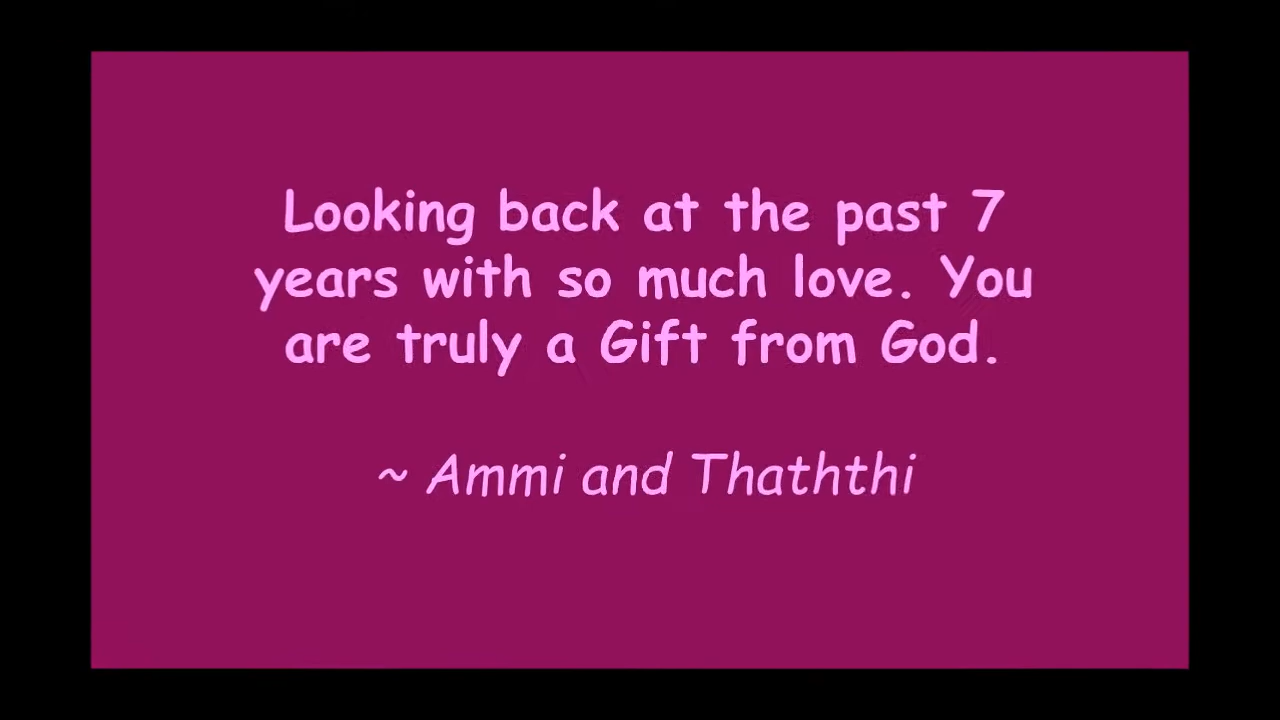 Looking back at the past 7
years with so much love. You
are truly a Gift from God.
~ Ammi and Thaththi